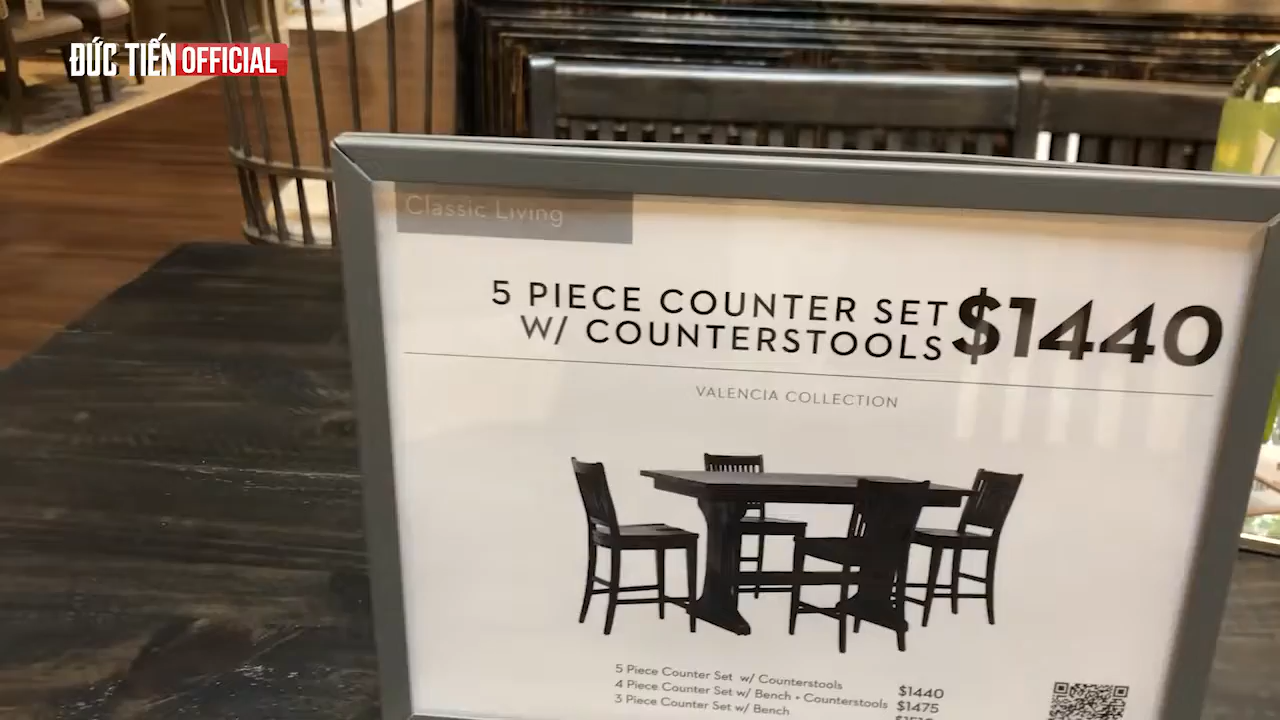 ĐỨC TIẾN OFFICIAL
Classic Living
5 PIECE COUNTER SET
W/ COUNTERSTOOLS
$1440
VALENCIA COLLECTION
5 Piece Counter Set w/ Counterstools $1440
4 Piece Counter Set w/ Bench + Counterstools $1475
3 Piece Counter Set w/ Bench